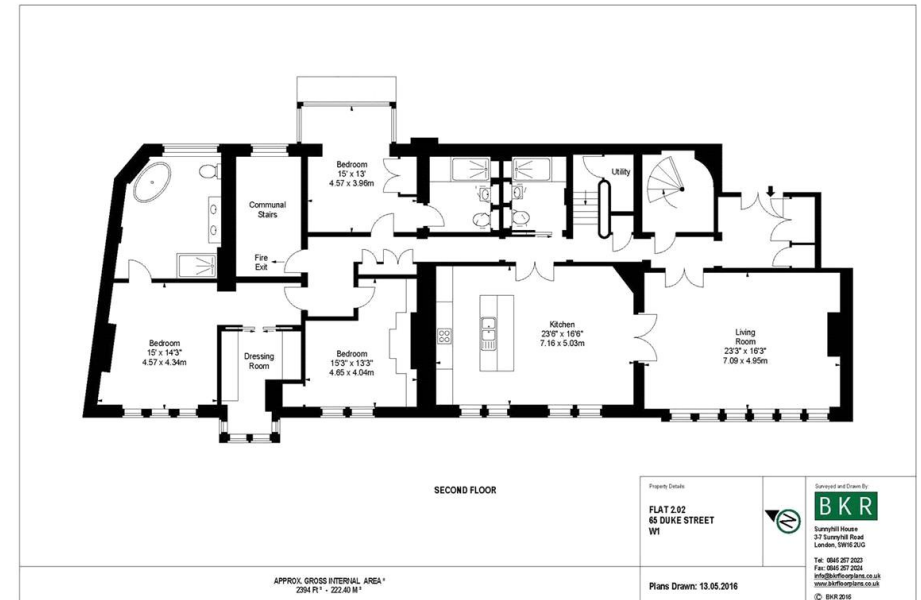 Bedroom
15' x 13'
4.57 x 3.96m
Utility
Communal
Stairs
Fire
Exit
Bedroom
15' x 14'3"
4.57 x 4.34m
Dressing
Room
Bedroom
15'3" x 13'3"
4.65 x 4.04m
Kitchen
23'6" x 16'6"
7.16 x 5.03m
Living
Room
23'3" x 16'3"
7.09 x 4.95m
SECOND FLOOR
Property Details:
FLAT 2.02
65 DUKE STREET
W1
N
Surveyed and Drawn By:
BKR
Sunnyhill House
3-7 Sunnyhill Road
London, SW16 2UG
Tel: 0845 257 2023
Fax: 0845 257 2024
info@bkrfloorplans.co.uk
www.bkrfloorplans.co.uk
© BKR 2016
APPROX. GROSS INTERNAL AREA *
2394 Ft² - 222.40 M²
Plans Drawn: 13.05.2016